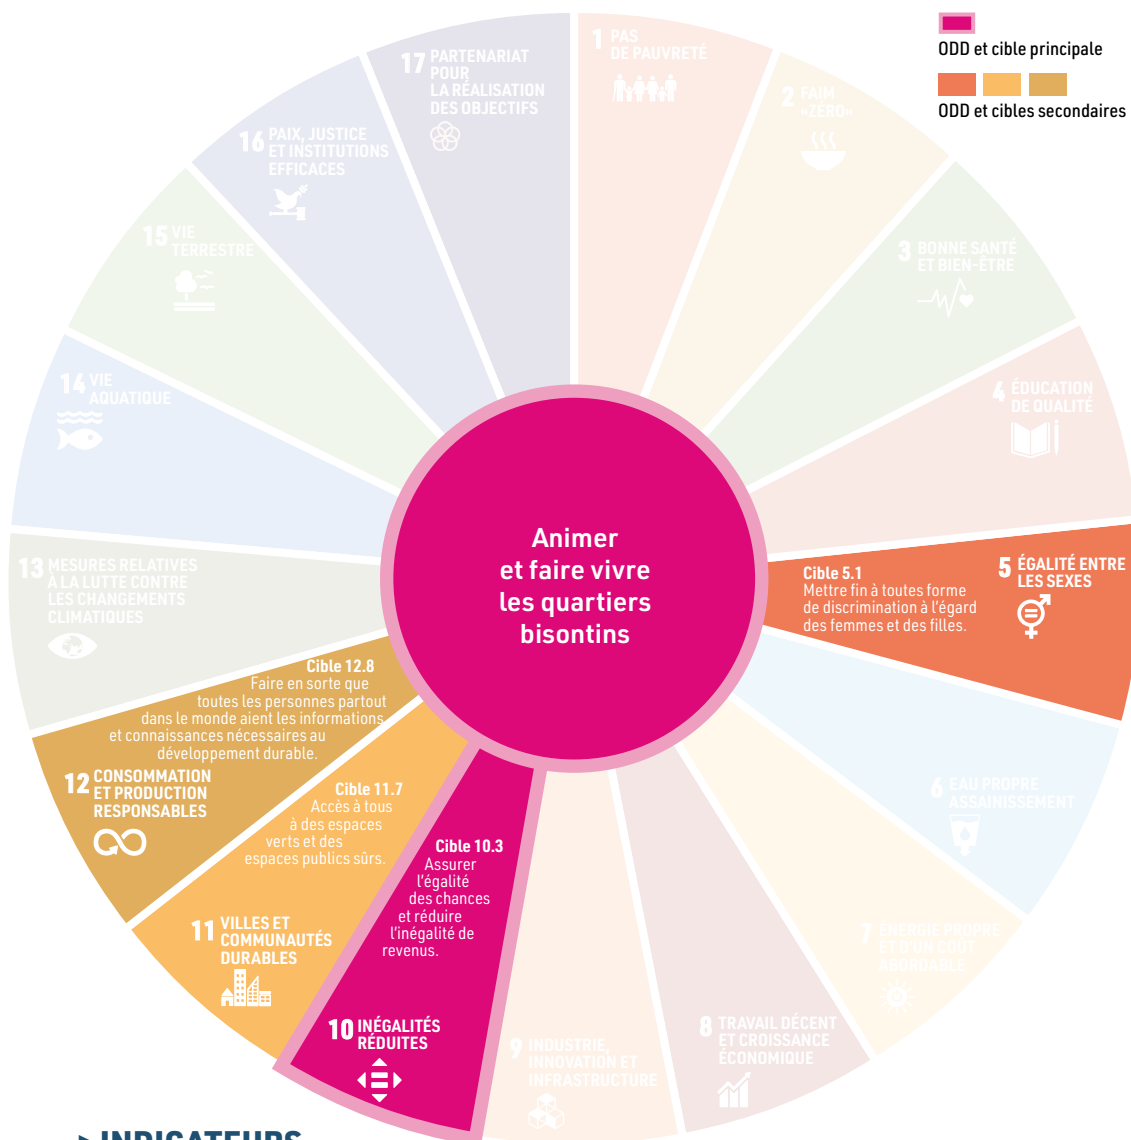 ODD et cible principale
ODD et cibles secondaires
1 PAS
DE PAUVRETÉ
2 FAIM
«ZÉRO»
3 BONNE SANTÉ
ET BIEN-ÊTRE
4 ÉDUCATION
DE QUALITÉ
5 ÉGALITÉ ENTRE
LES SEXES
Cible 5.1
Mettre fin à toutes forme
de discrimination à l'égard
des femmes et des filles.
6 EAU PROPRE
ASSAINISSEMENT
7 ÉNERGIE PROPRE
ET D'UN COÛT
ABORDABLE
8 TRAVAIL DÉCENT
ET CROISSANCE
ÉCONOMIQUE
9 INDUSTRIE,
INNOVATION ET
INFRASTRUCTURE
Cible 10.3
Assurer
l'égalité
des chances
et réduire
l'inégalité de
revenus.
10 INÉGALITÉS
RÉDUITES
Cible 11.7
Accès à tous
à des espaces
verts et des
espaces publics sûrs.
11 VILLES ET
COMMUNAUTÉS
DURABLES
Cible 12.8
Faire en sorte que
toutes les personnes partout
dans le monde aient les informations
et connaissances nécessaires au
développement durable.
12 CONSOMMATION
ET PRODUCTION
RESPONSABLES
13 MESURES RELATIVES
À LA LUTTE CONTRE
LES CHANGEMENTS
CLIMATIQUES
14 VIE
AQUATIQUE
15 VIE
TERRESTRE
16 PAIX, JUSTICE
ET INSTITUTIONS
EFFICACES
17 PARTENARIAT
POUR
LA RÉALISATION
DES OBJECTIFS
Animer
et faire vivre
les quartiers
bisontins
> INDICATEURS